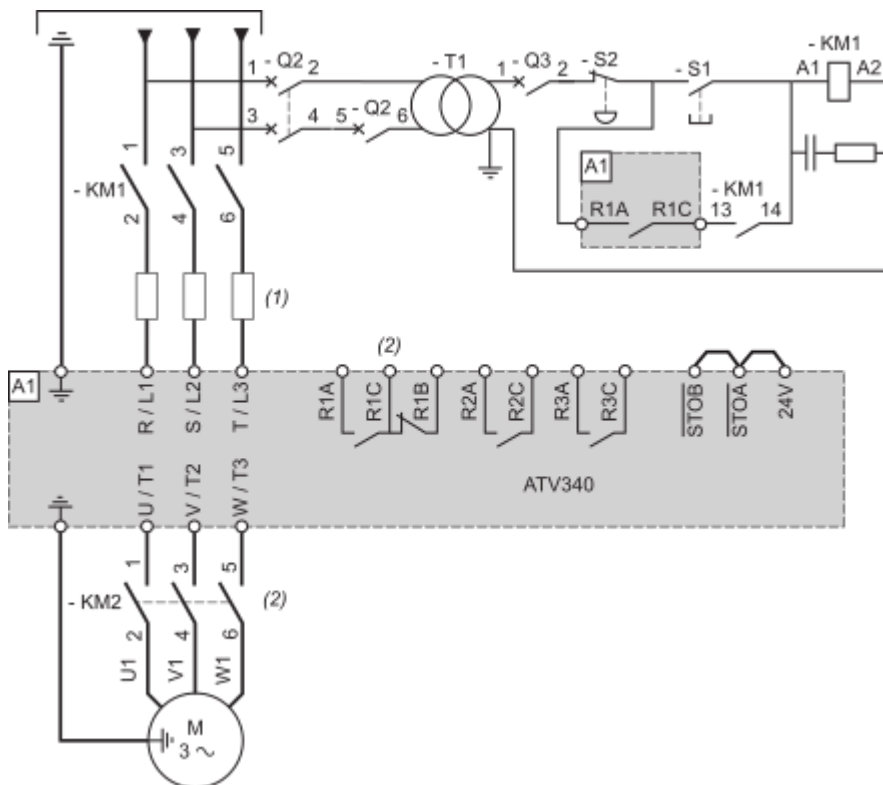 - Q2
- T1
- Q3
- S2
- S1
- KM1
1
2
1
2
A1
A2
3
4
5
- Q2
6
1
3
5
- KM1
2
4
6
A1
R1A
R1C
- KM1
13
14
(1)
(2)
A1
R / L1
S / L2
T / L3
R1A
R1C
R1B
R2A
R2C
R3A
R3C
STOB
STOA
24V
U / T1
V / T2
W / T3
ATV340
1
3
5
- KM2
(2)
2
4
6
U1
V1
W1
M
3 ~